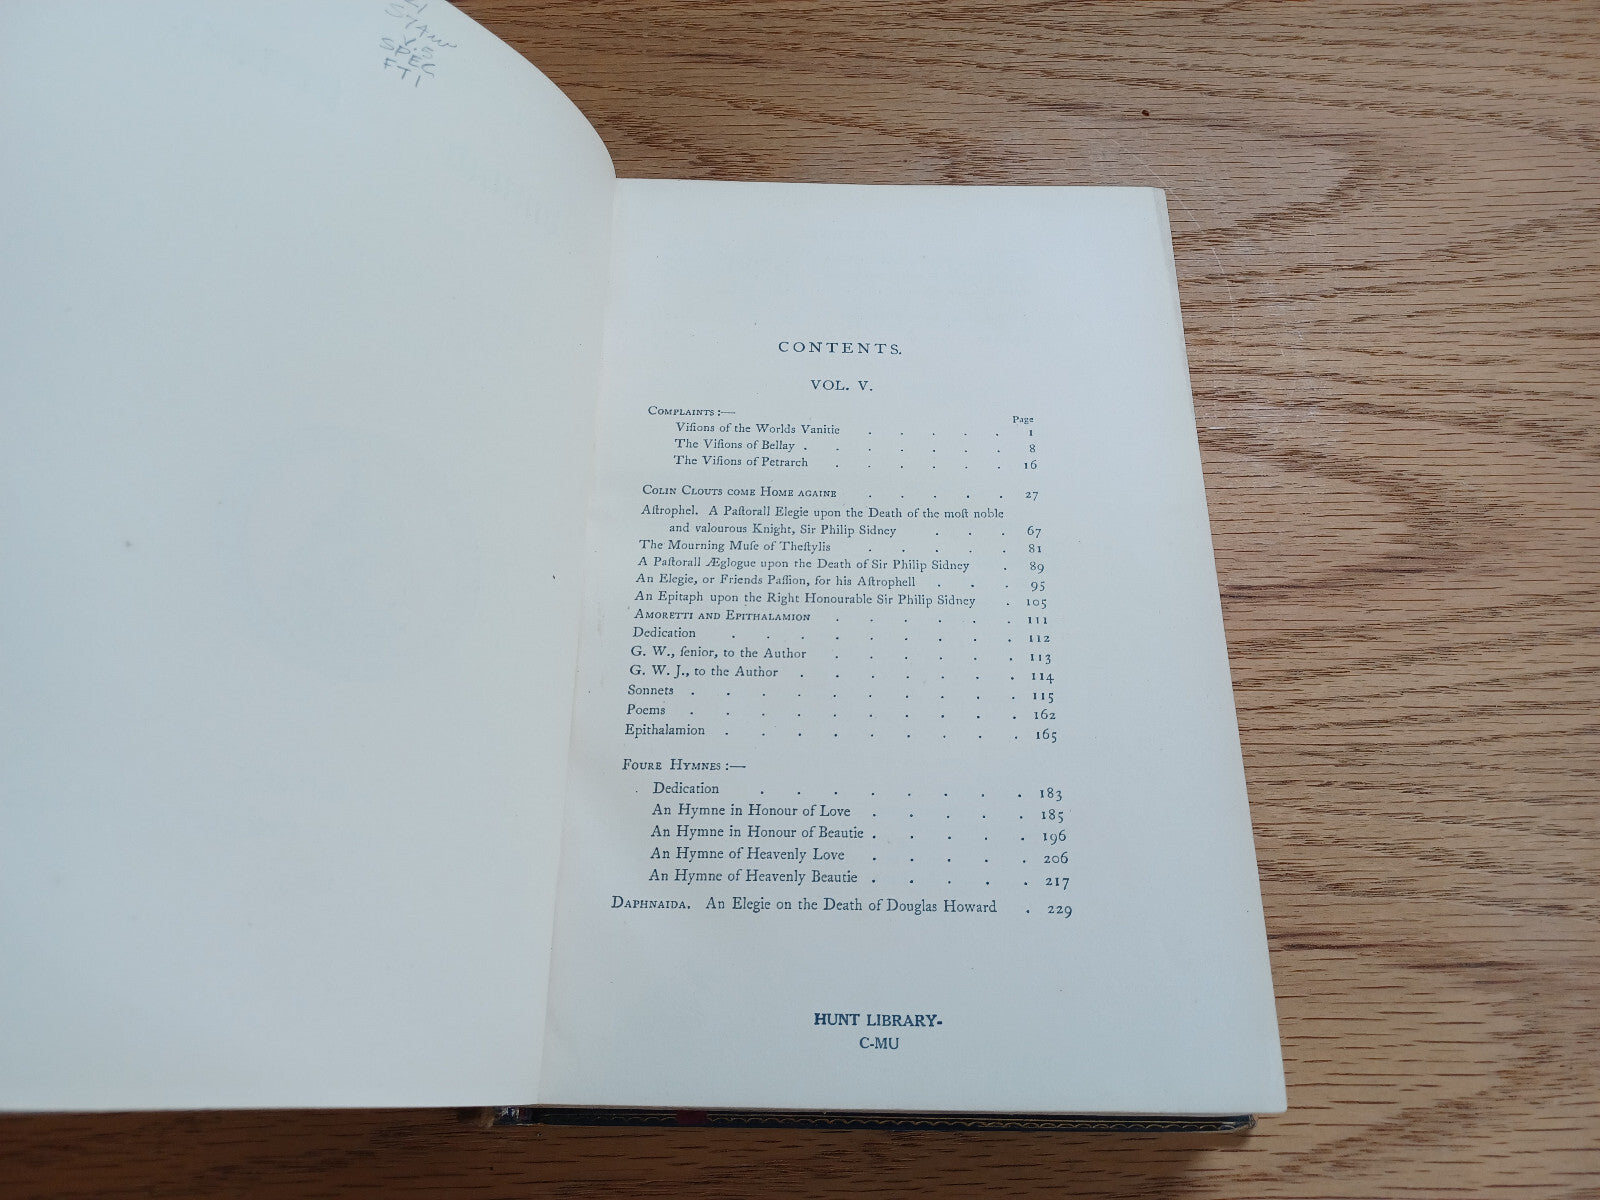 V.5
SPEC
CONTENTS.
VOL. V.
Complaints:— Page
Viſions of the Worlds Vanitie . . . . . 1
The Viſions of Bellay . . . . . . . 8
The Viſions of Petrarch . . . . . . 16
Colin Clouts come Home againe . . . . . 27
Aſtrophel. A Paſtorall Elegie upon the Death of the moſt noble
and valourous Knight, Sir Philip Sidney . . . 67
The Mourning Muſe of Theſtylis . . . . . 81
A Paſtorall Æglogue upon the Death of Sir Philip Sidney . 89
An Elegie, or Friends Paſſion, for his Aſtrophell . . . 95
An Epitaph upon the Right Honourable Sir Philip Sidney . 105
Amoretti and Epithalamion . . . . . . 111
Dedication . . . . . . . . . 112
G. W., ſenior, to the Author . . . . . . 113
G. W. J., to the Author . . . . . . . 114
Sonnets . . . . . . . . . . 115
Poems . . . . . . . . . . 162
Epithalamion . . . . . . . . . 165
Foure Hymnes:—
Dedication . . . . . . . . 183
An Hymne in Honour of Love . . . . . 185
An Hymne in Honour of Beautie . . . . . 196
An Hymne of Heavenly Love . . . . . 206
An Hymne of Heavenly Beautie . . . . . 217
Daphnaida. An Elegie on the Death of Douglas Howard . 229
HUNT LIBRARY-
C-MU